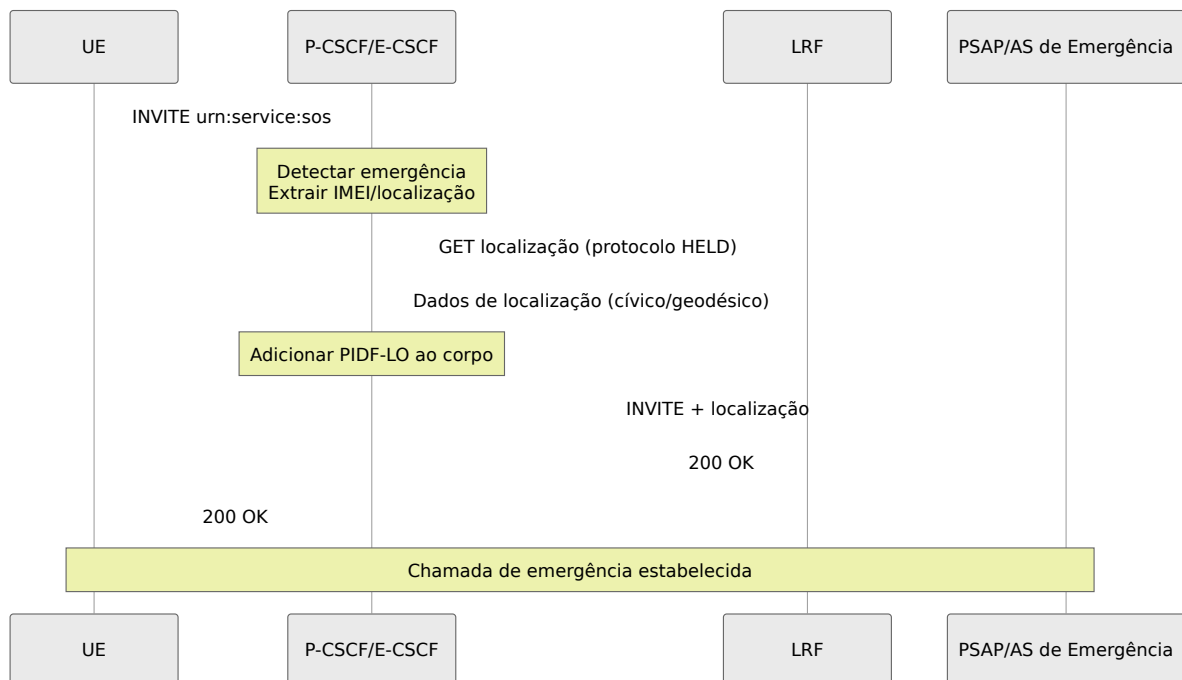 UE
P-CSCF/E-CSCF
LRF
PSAP/AS de Emergência
INVITE urn:service:sos
Detectar emergência
Extrair IMEI/localização
GET localização (protocolo HELD)
Dados de localização (cívico/geodésico)
Adicionar PIDF-LO ao corpo
INVITE + localização
200 OK
200 OK
Chamada de emergência estabelecida
UE
P-CSCF/E-CSCF
LRF
PSAP/AS de Emergência